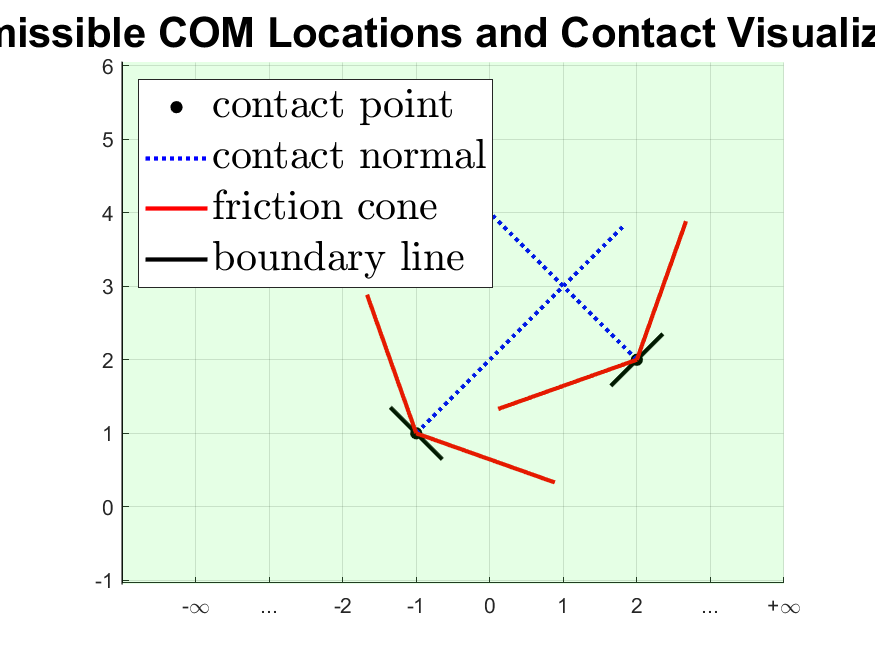 missible COM Locations and Contact Visualiz
6
5
4
3
2
1
0
-1
contact point
contact normal
friction cone
boundary line
-∞ ... -2 -1 0 1 2 ... +∞